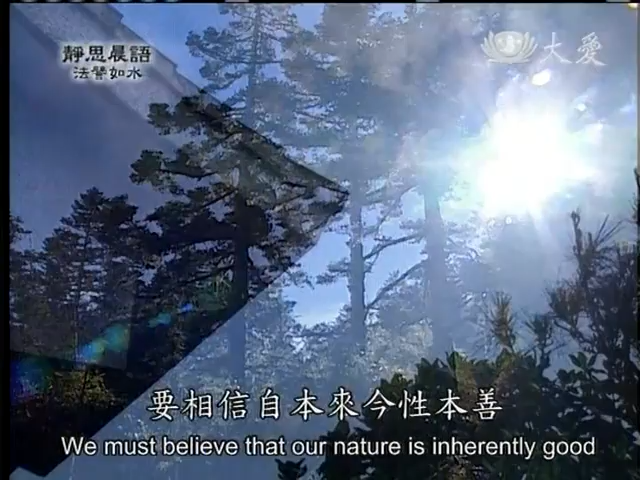 靜思晨語
法譬如水
大愛
要相信自本來今性本善
We must believe that our nature is inherently good